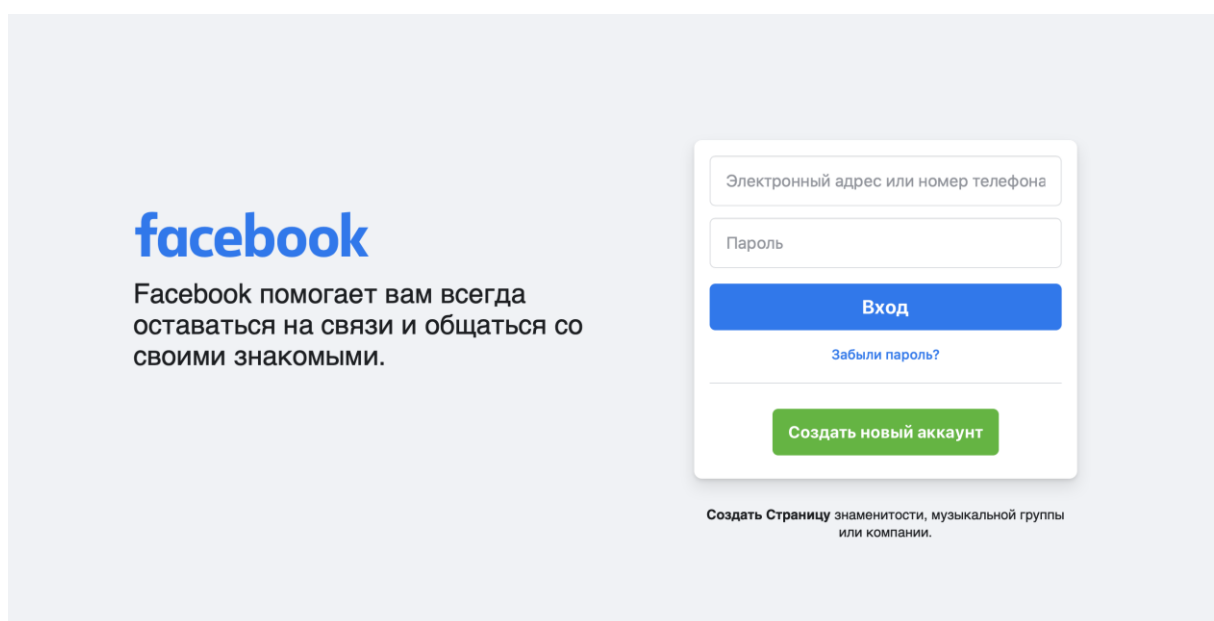 facebook
Facebook помогает вам всегда
оставаться на связи и общаться со
своими знакомыми.
Электронный адрес или номер телефона
Пароль
Вход
Забыли пароль?
Создать новый аккаунт
Создать Страницу знаменитости, музыкальной группы
или компании.